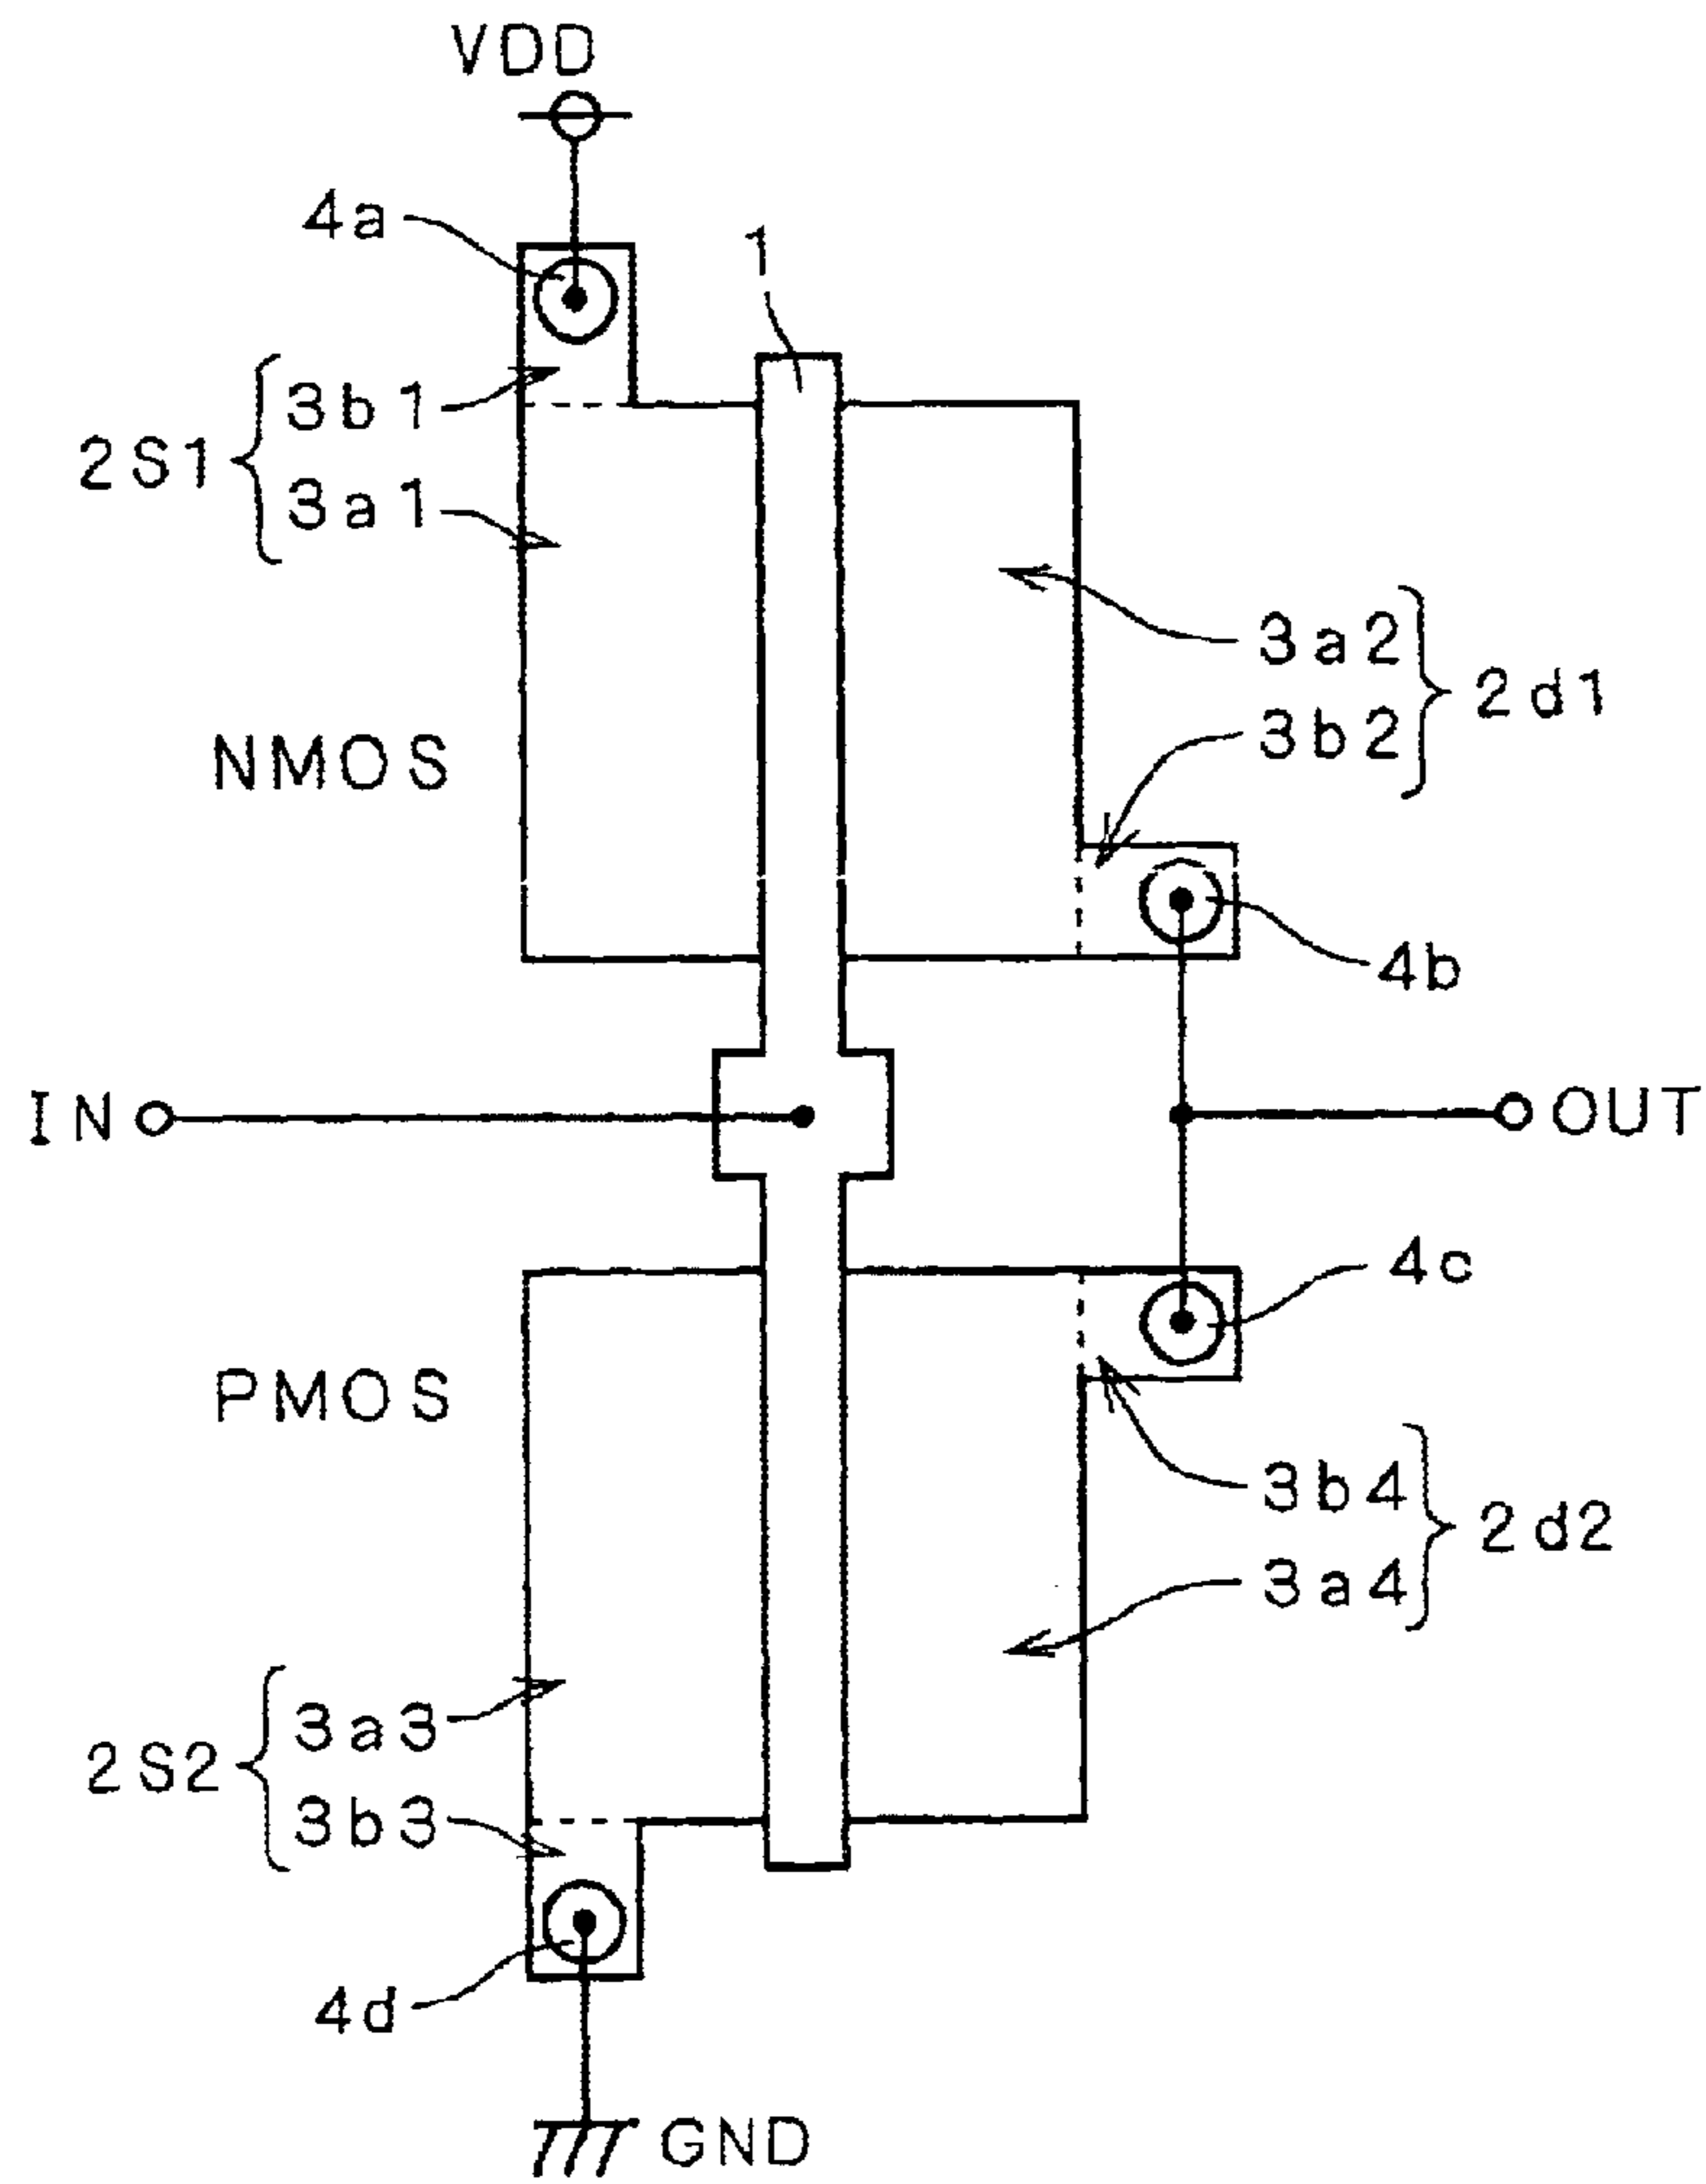 VDD
4a
1
3b1
2S1
3a1
3a2
2d1
3b2
NMOS
4b
IN
OUT
4c
PMOS
3b4
2d2
3a4
3a3
2S2
3b3
4d
GND